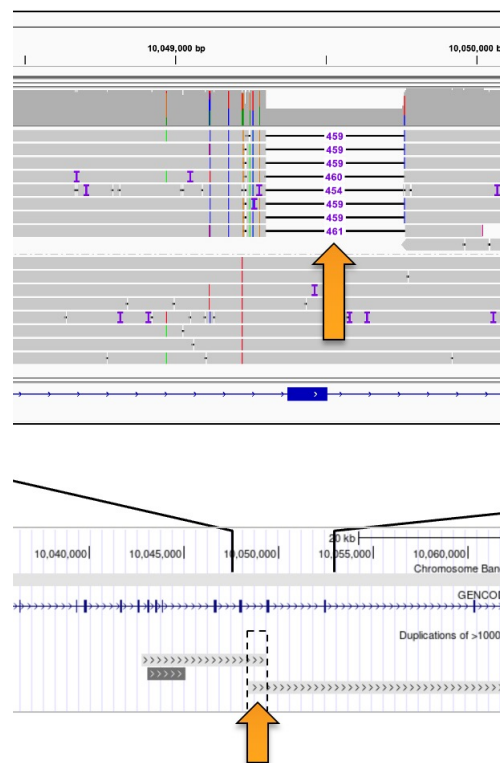 10,049,000 bp
10,050,000 b
459
459
459
460
454
459
459
461
20 kb
10,040,000
10,045,000
10,050,000
10,055,000
10,060,000
Chromosome Ban
GENCOD
Duplications of >1000